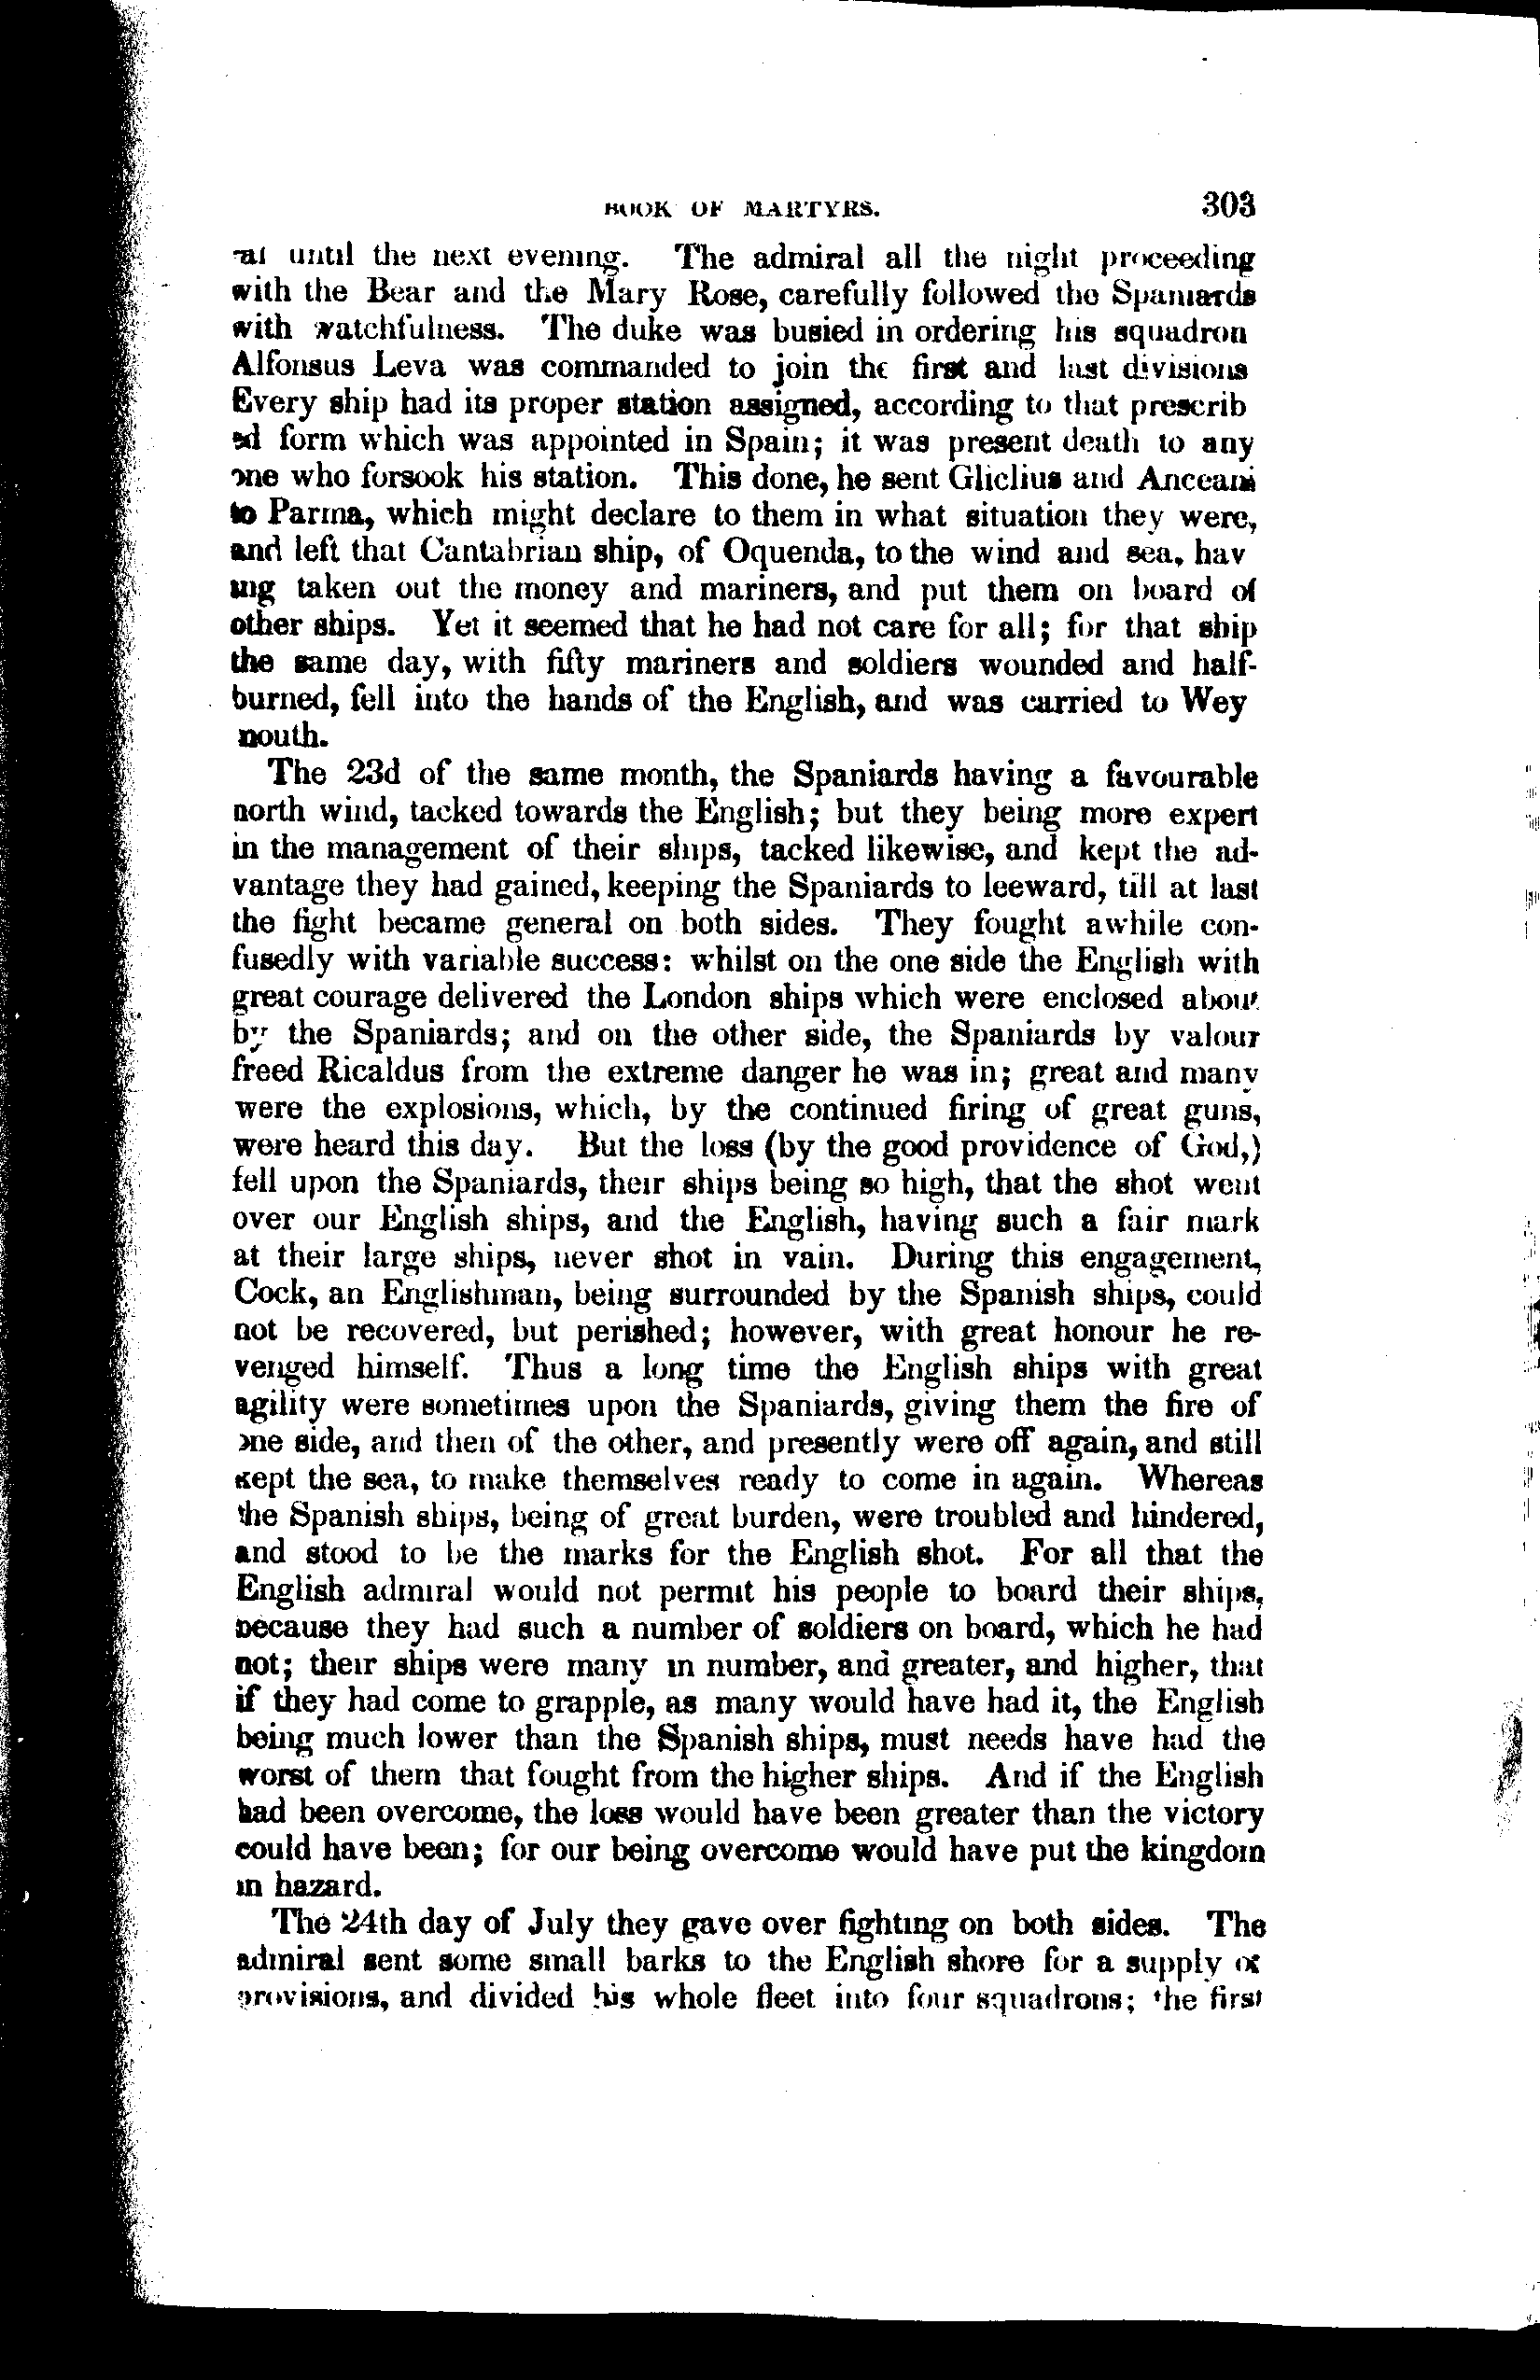 BOOK OF MARTYRS. 303
ral until the next evening. The admiral all the night proceeding
with the Bear and the Mary Rose, carefully followed the Spaniards
with watchfulness. The duke was busied in ordering his squadron
Alfonsus Leva was commanded to join the first and last divisions
Every ship had its proper station assigned, according to that prescrib
ed form which was appointed in Spain; it was present death to any
one who forsook his station. This done, he sent Gliclius and Anceani
to Parma, which might declare to them in what situation they were,
and left that Cantabrian ship, of Oquenda, to the wind and sea, hav
ing taken out the money and mariners, and put them on board of
other ships. Yet it seemed that he had not care for all; for that ship
the same day, with fifty mariners and soldiers wounded and half-
burned, fell into the hands of the English, and was carried to Wey
mouth.
The 23d of the same month, the Spaniards having a favourable
north wind, tacked towards the English; but they being more expert
in the management of their ships, tacked likewise, and kept the ad-
vantage they had gained, keeping the Spaniards to leeward, till at last
the fight became general on both sides. They fought awhile con-
fusedly with variable success: whilst on the one side the English with
great courage delivered the London ships which were enclosed about
by the Spaniards; and on the other side, the Spaniards by valour
freed Ricaldus from the extreme danger he was in; great and many
were the explosions, which, by the continued firing of great guns,
were heard this day. But the loss (by the good providence of God,)
fell upon the Spaniards, their ships being so high, that the shot went
over our English ships, and the English, having such a fair mark
at their large ships, never shot in vain. During this engagement,
Cock, an Englishman, being surrounded by the Spanish ships, could
not be recovered, but perished; however, with great honour he re-
venged himself. Thus a long time the English ships with great
agility were sometimes upon the Spaniards, giving them the fire of
one side, and then of the other, and presently were off again, and still
kept the sea, to make themselves ready to come in again. Whereas
the Spanish ships, being of great burden, were troubled and hindered,
and stood to be the marks for the English shot. For all that the
English admiral would not permit his people to board their ships,
because they had such a number of soldiers on board, which he had
not; their ships were many in number, and greater, and higher, that
if they had come to grapple, as many would have had it, the English
being much lower than the Spanish ships, must needs have had the
worst of them that fought from the higher ships. And if the English
had been overcome, the loss would have been greater than the victory
could have been; for our being overcome would have put the kingdom
in hazard.
The 24th day of July they gave over fighting on both sides. The
admiral sent some small barks to the English shore for a supply of
provisions, and divided his whole fleet into four squadrons; the first